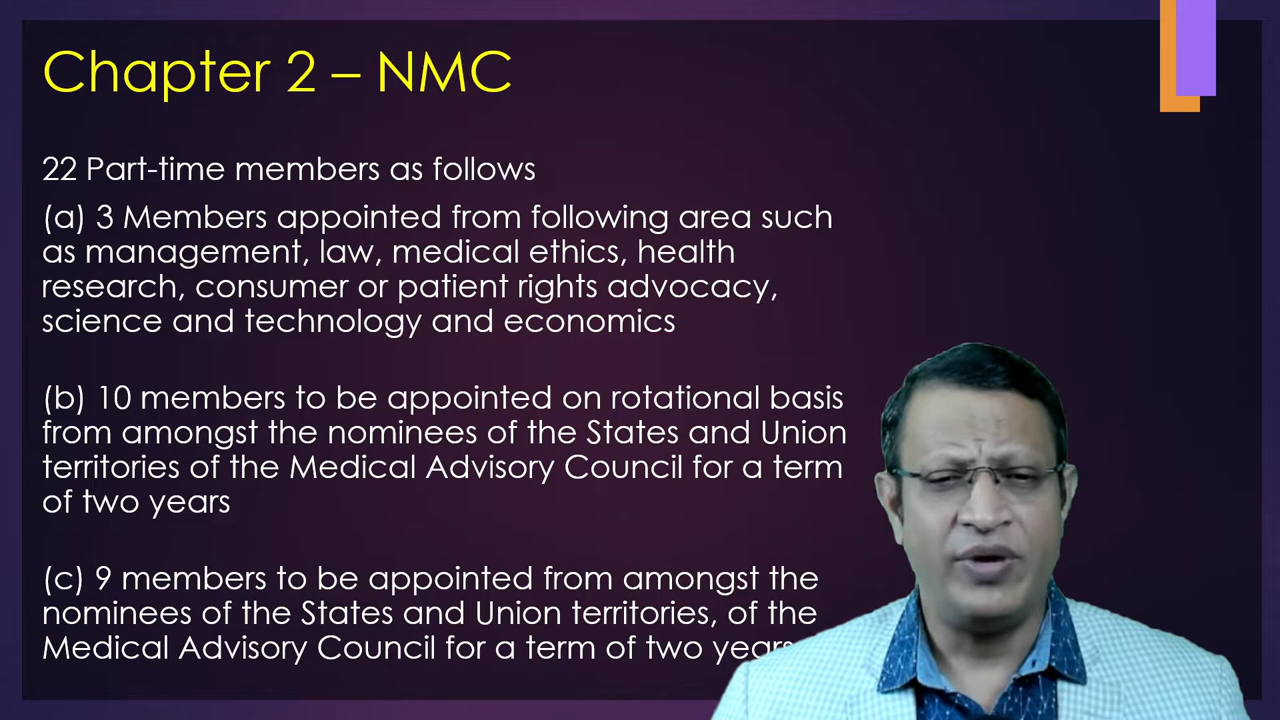 Chapter 2 – NMC
22 Part-time members as follows
(a) 3 Members appointed from following area such
as management, law, medical ethics, health
research, consumer or patient rights advocacy,
science and technology and economics
(b) 10 members to be appointed on rotational basis
from amongst the nominees of the States and Union
territories of the Medical Advisory Council for a term
of two years
(c) 9 members to be appointed from amongst the
nominees of the States and Union territories, of the
Medical Advisory Council for a term of two years